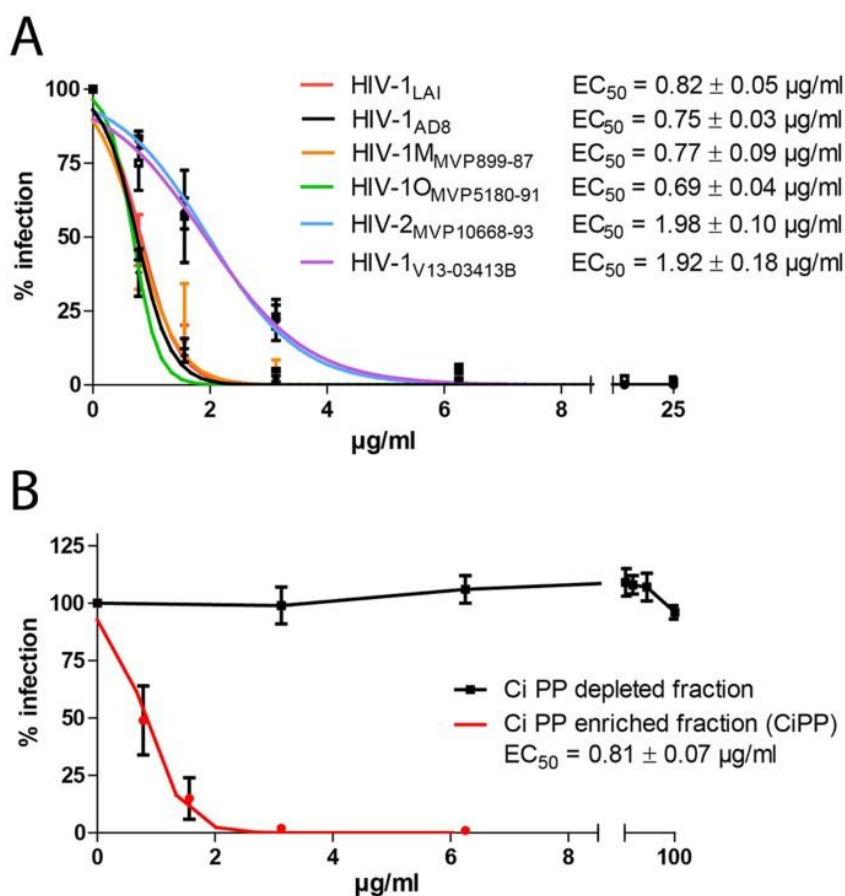 A
% infection
100
75
50
25
0
HIV-1LAI EC50 = 0.82 ± 0.05 µg/ml
HIV-1AD8 EC50 = 0.75 ± 0.03 µg/ml
HIV-1MMVP899-87 EC50 = 0.77 ± 0.09 µg/ml
HIV-1OMVP5180-91 EC50 = 0.69 ± 0.04 µg/ml
HIV-2MVP10668-93 EC50 = 1.98 ± 0.10 µg/ml
HIV-1V13-03413B EC50 = 1.92 ± 0.18 µg/ml
0 2 4 6 8 25
µg/ml
B
% infection
125
100
75
50
25
0
Ci PP depleted fraction
Ci PP enriched fraction (CiPP)
EC50 = 0.81 ± 0.07 µg/ml
0 2 4 6 8 100
µg/ml